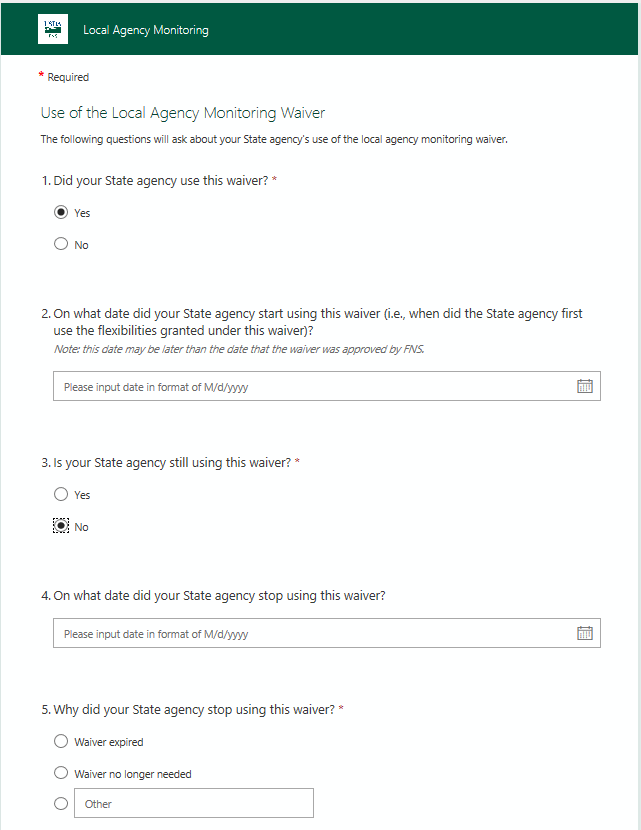 Local Agency Monitoring
* Required
Use of the Local Agency Monitoring Waiver
The following questions will ask about your State agency's use of the local agency monitoring waiver.
1. Did your State agency use this waiver? *
Yes
No
2. On what date did your State agency start using this waiver (i.e., when did the State agency first
use the flexibilities granted under this waiver)?
Note: this date may be later than the date that the waiver was approved by FNS.
Please input date in format of M/d/yyyy
3. Is your State agency still using this waiver? *
Yes
No
4. On what date did your State agency stop using this waiver?
Please input date in format of M/d/yyyy
5. Why did your State agency stop using this waiver? *
Waiver expired
Waiver no longer needed
Other